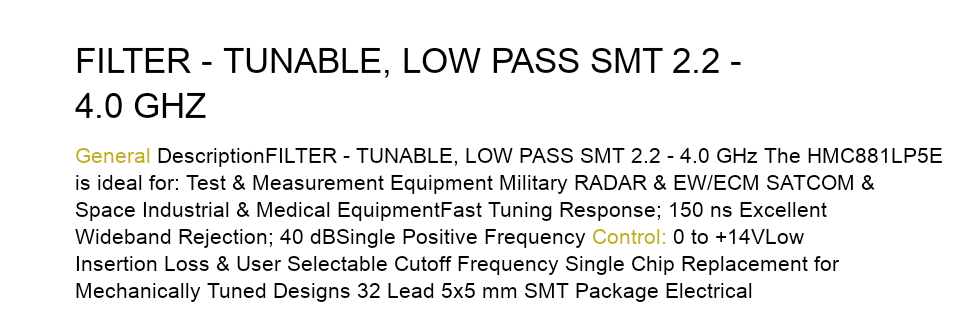 FILTER - TUNABLE, LOW PASS SMT 2.2 -
4.0 GHZ
General DescriptionFILTER - TUNABLE, LOW PASS SMT 2.2 - 4.0 GHz The HMC881LP5E
is ideal for: Test & Measurement Equipment Military RADAR & EW/ECM SATCOM &
Space Industrial & Medical EquipmentFast Tuning Response; 150 ns Excellent
Wideband Rejection; 40 dBSingle Positive Frequency Control: 0 to +14VLow
Insertion Loss & User Selectable Cutoff Frequency Single Chip Replacement for
Mechanically Tuned Designs 32 Lead 5x5 mm SMT Package Electrical